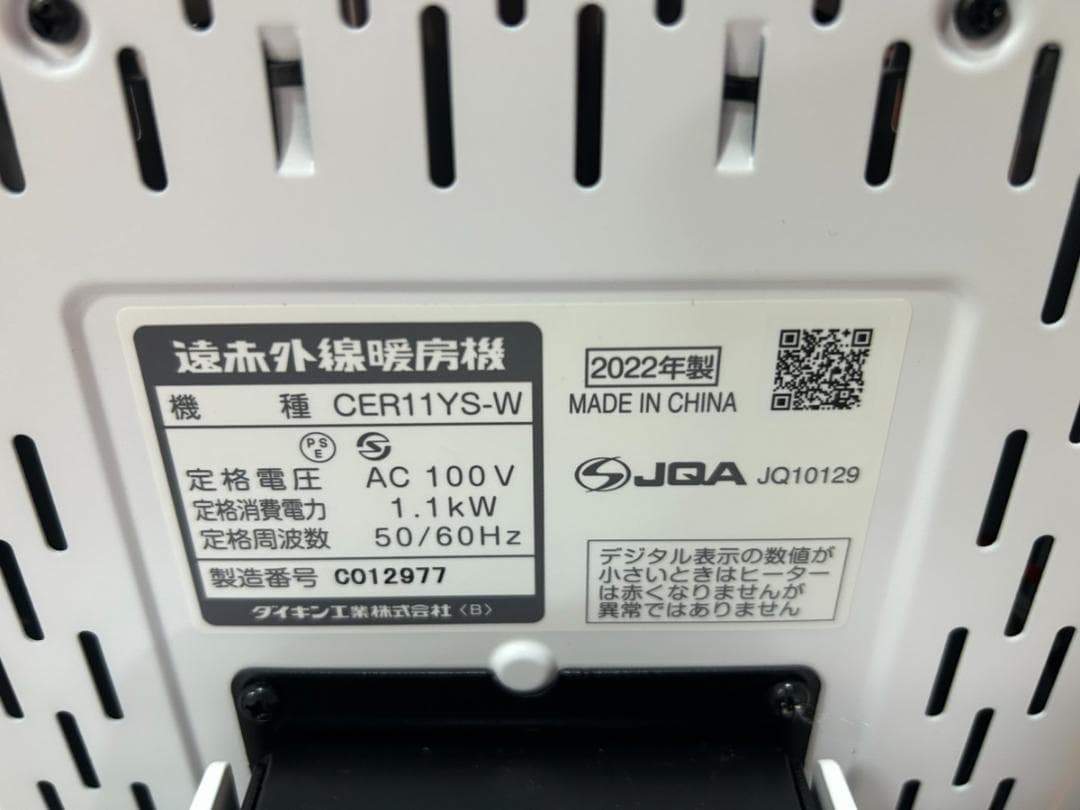 遠赤外線暖房機
機 種 CER11YS-W
PS
E
定格電圧 AC 100V
定格消費電力 1.1kW
定格周波数 50/60Hz
製造番号 C012977
ダイキン工業株式会社〈B〉
2022年製
MADE IN CHINA
JQA JQ10129
デジタル表示の数値が
小さいときはヒーター
は赤くなりませんが
異常ではありません